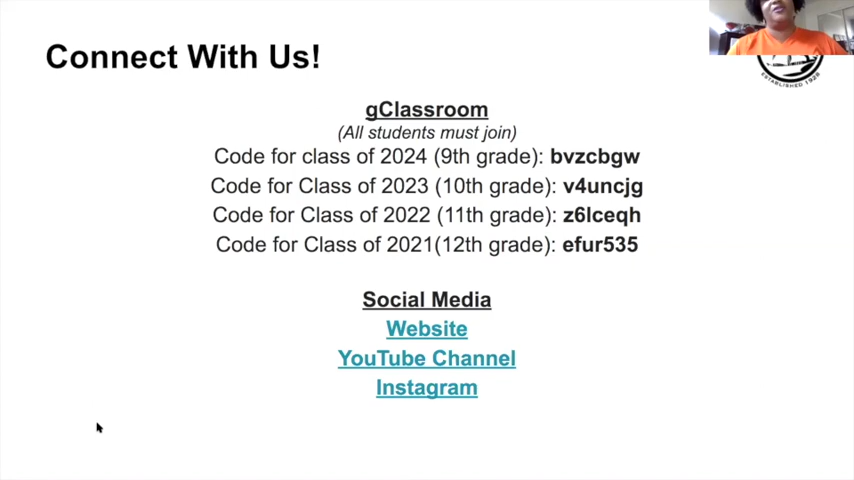 Connect With Us!
ESTABLISHED 1928
gClassroom
(All students must join)
Code for class of 2024 (9th grade): bvzcbgw
Code for Class of 2023 (10th grade): v4uncjg
Code for Class of 2022 (11th grade): z6lceqh
Code for Class of 2021(12th grade): efur535
Social Media
Website
YouTube Channel
Instagram